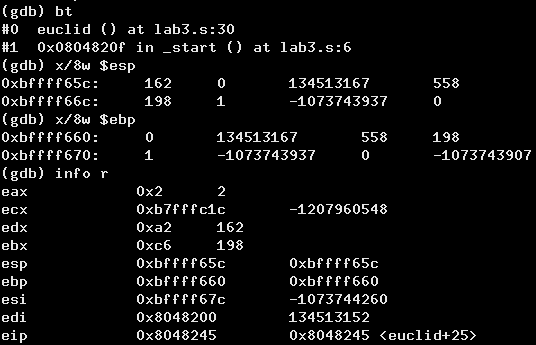 (gdb) bt
#0  euclid () at lab3.s:30
#1  0x0804820f in _start () at lab3.s:6
(gdb) x/8w $esp
0xbffff65c:     162     0       134513167       558
0xbffff66c:     198     1       -1073743937     0
(gdb) x/8w $ebp
0xbffff660:     0       134513167       558     198
0xbffff670:     1       -1073743937     0       -1073743907
(gdb) info r
eax            0x2      2
ecx            0xb7fffc1c       -1207960548
edx            0xa2     162
ebx            0xc6     198
esp            0xbffff65c       0xbffff65c
ebp            0xbffff660       0xbffff660
esi            0xbffff67c       -1073744260
edi            0x8048200        134513152
eip            0x8048245        0x8048245 <euclid+25>